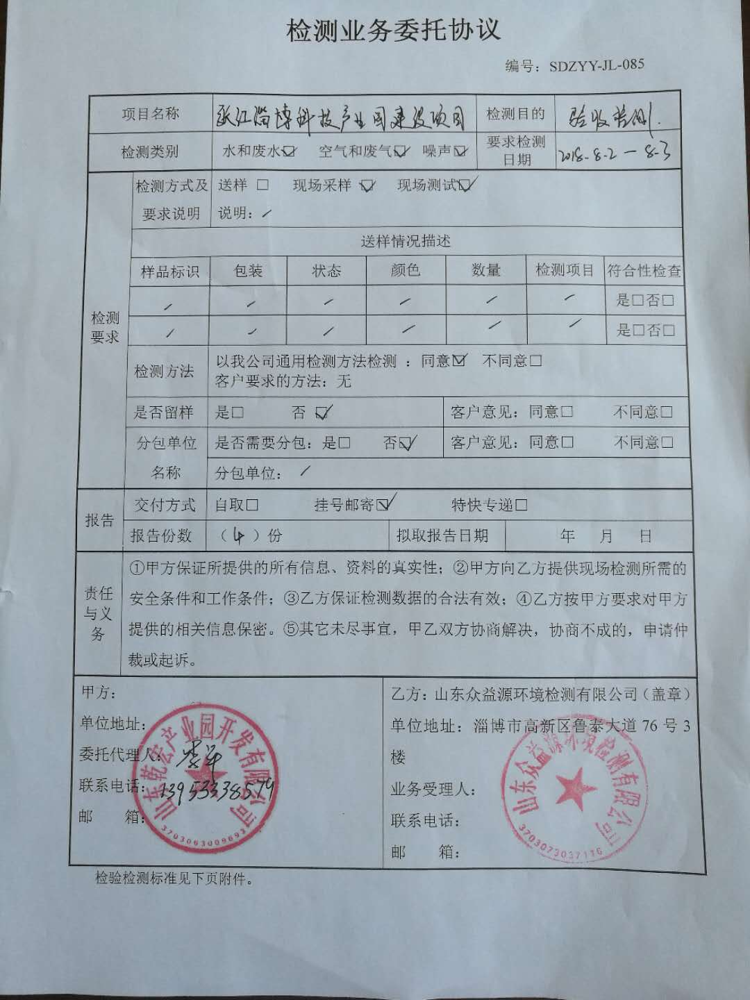 检测业务委托协议
编号：SDZYY-JL-085
项目名称 张江淄博科技产业园建设项目 检测目的 验收检测
检测类别 水和废水☑ 空气和废气☑ 噪声☑ 要求检测日期 2018-8-2—8-3
检测要求
检测方式及要求说明 送样 □ 现场采样 ☑ 现场测试☑
说明：/
送样情况描述
样品标识 包装 状态 颜色 数量 检测项目 符合性检查
/ / / / / / 是□否□
/ / / / / / 是□否□
检测方法 以我公司通用检测方法检测 ：同意☑ 不同意□
客户要求的方法：无
是否留样 是□ 否 ☑ 客户意见：同意□ 不同意□
分包单位名称 是否需要分包：是□ 否☑ 客户意见：同意□ 不同意□
分包单位： /
报告
交付方式 自取□ 挂号邮寄☑ 特快专递□
报告份数 （4）份 拟取报告日期 年 月 日
责任与义务
①甲方保证所提供的所有信息、资料的真实性；②甲方向乙方提供现场检测所需的
安全条件和工作条件；③乙方保证检测数据的合法有效；④乙方按甲方要求对甲方
提供的相关信息保密。⑤其它未尽事宜，甲乙双方协商解决，协商不成的，申请仲
裁或起诉。
甲方：
单位地址：
委托代理人：
联系电话：13953338579
邮 箱：
山东乾宏产业园开发有限公司
3703063009693
乙方：山东众益源环境检测有限公司（盖章）
单位地址：淄博市高新区鲁泰大道 76 号 3
楼
业务受理人：
联系电话：
邮 箱：
山东众益源环境检测有限公司
3703073037116
检验检测标准见下页附件。